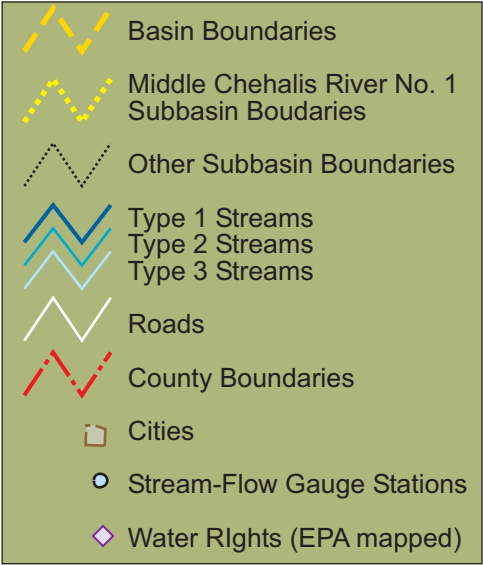 Basin Boundaries
Middle Chehalis River No. 1
Subbasin Boudaries
Other Subbasin Boundaries
Type 1 Streams
Type 2 Streams
Type 3 Streams
Roads
County Boundaries
Cities
Stream-Flow Gauge Stations
Water RIghts (EPA mapped)